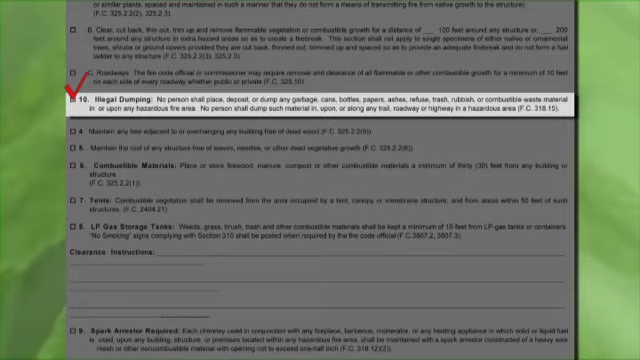 or similar plants, spaced and maintained in such a manner that they do not form a means of transmitting fire from native growth to the structure)
(F.C. 325.2.2(2), 325.2.3).
B. Clear, cut back, thin out, trim up and remove flammable vegetation or combustible growth for a distance of ___ 100 feet around any structure or ___ 200
feet around any structure in extra hazard areas so as to create a firebreak. This section shall not apply to single specimens of either native or ornamental
trees, shrubs or ground covers provided they are cut back, thinned out, trimmed up and spaced so as to provide an adequate firebreak and do not form a fuel
ladder to any structure (F.C. 325.2.2(3), 325.2.3).
C. Roadways: The fire code official or commissioner may require removal and clearance of all flammable or other combustible growth for a minimum of 10 feet
on each side of every roadway whether public or private (F.C. 325.10).
10. Illegal Dumping: No person shall place, deposit, or dump any garbage, cans, bottles, papers, ashes, refuse, trash, rubbish, or combustible waste material
in or upon any hazardous fire area. No person shall dump such material in, upon, or along any trail, roadway or highway in a hazardous area (F.C. 318.15).
4 Maintain any tree adjacent to or overhanging any building free of dead wood (F.C. 325.2.2(5))
5. Maintain the roof of any structure free of leaves, needles, or other dead vegetative growth (F.C. 325.2.2(6)).
6. Combustible Materials: Place or store firewood, manure, compost or other combustible materials a minimum of thirty (30) feet from any building or
structure
(F.C. 325.2.2(1)).
7. Tents: Combustible vegetation shall be removed from the area occupied by a tent, canopy or membrane structure, and from areas within 50 feet of such
structures. (F.C. 2404.21)
8. LP Gas Storage Tanks: Weeds, grass, brush, trash and other combustible materials shall be kept a minimum of 10 feet from LP-gas tanks or containers.
"No Smoking" signs complying with Section 310 shall be posted when required by the fire code official (F.C.3807.2, 3807.3).
Clearance Instructions:
9. Spark Arrestor Required: Each chimney used in conjunction with any fireplace, barbecue, incinerator, or any heating appliance in which solid or liquid fuel
is used, upon any building, structure or premises located within any hazardous fire area, shall be maintained with a spark arrestor constructed of a heavy wire
mesh or other noncombustible material with opening not to exceed one-half inch (F.C. 318.12)(2)).